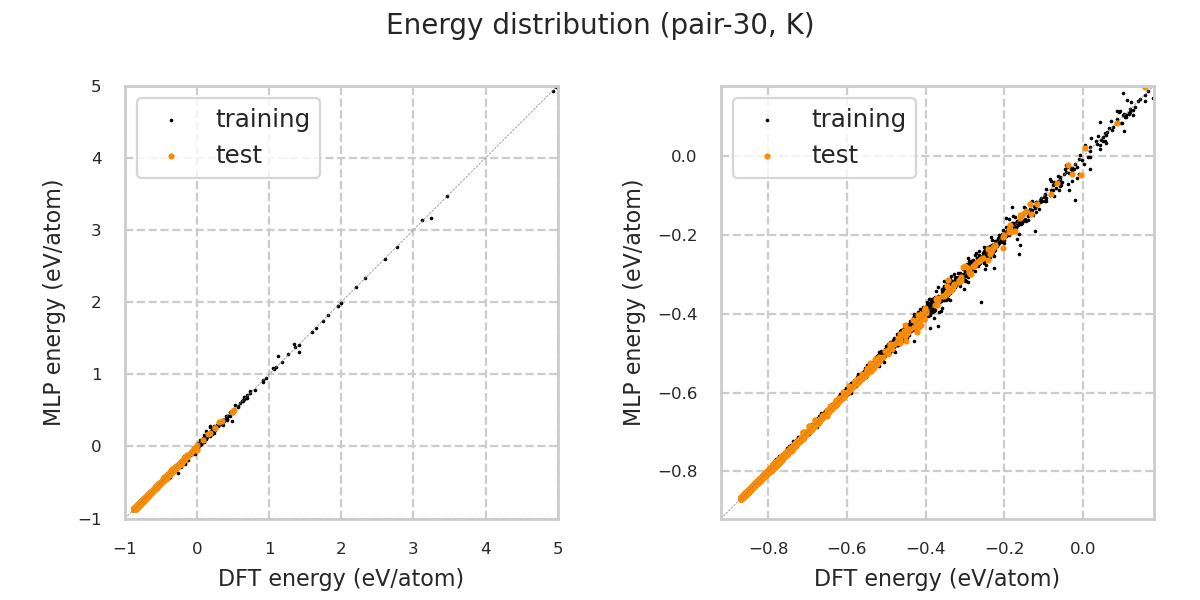 Energy distribution (pair-30, K)
training
test
5
4
3
2
1
0
−1
−1
0
1
2
3
4
5
MLP energy (eV/atom)
DFT energy (eV/atom)
training
test
0.0
−0.2
−0.4
−0.6
−0.8
−0.8
−0.6
−0.4
−0.2
0.0
MLP energy (eV/atom)
DFT energy (eV/atom)